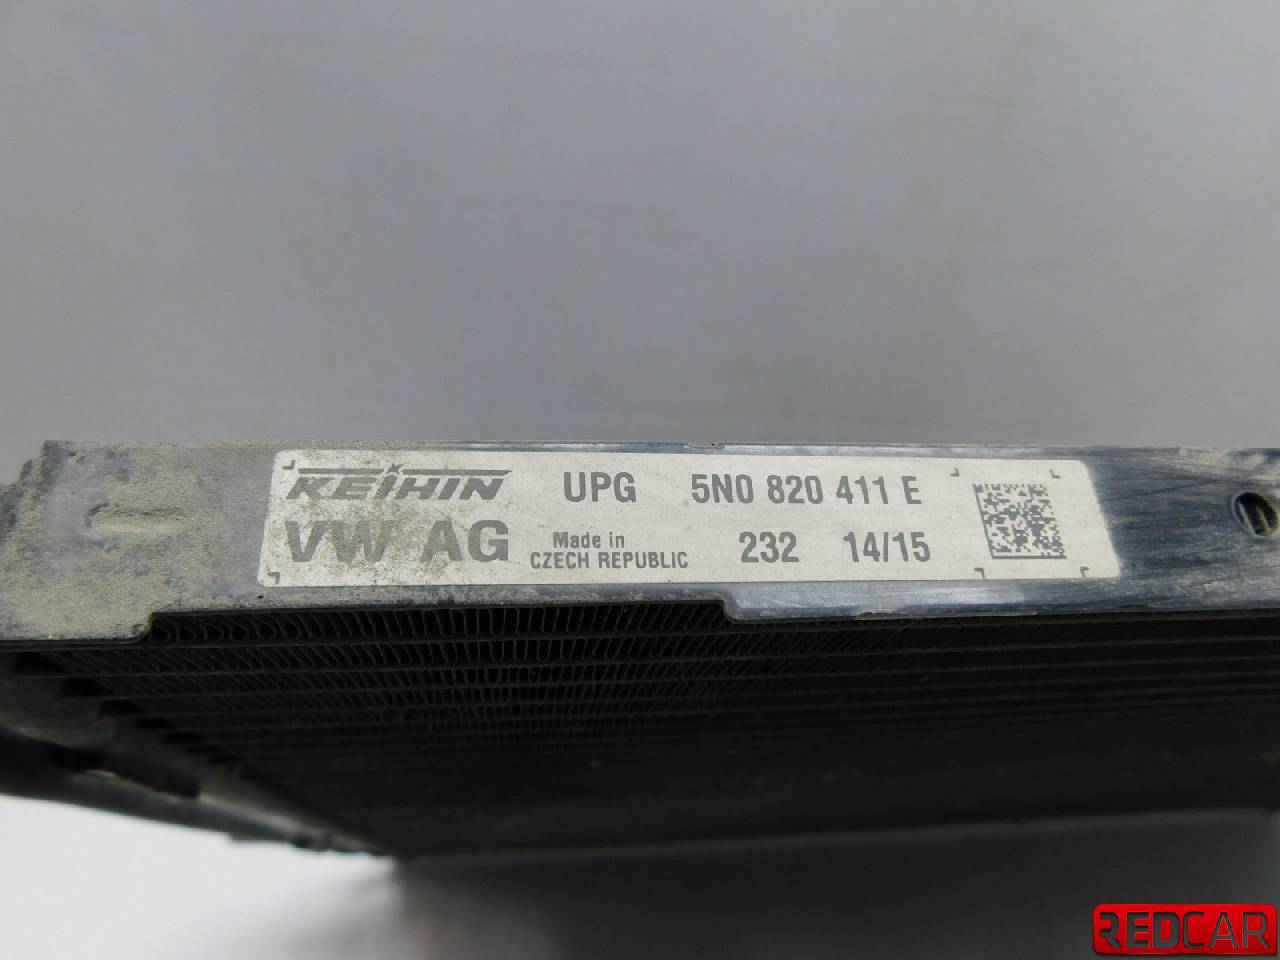 KEIHIN UPG 5N0 820 411 E
VW AG Made in CZECH REPUBLIC 232 14/15
REDCAR